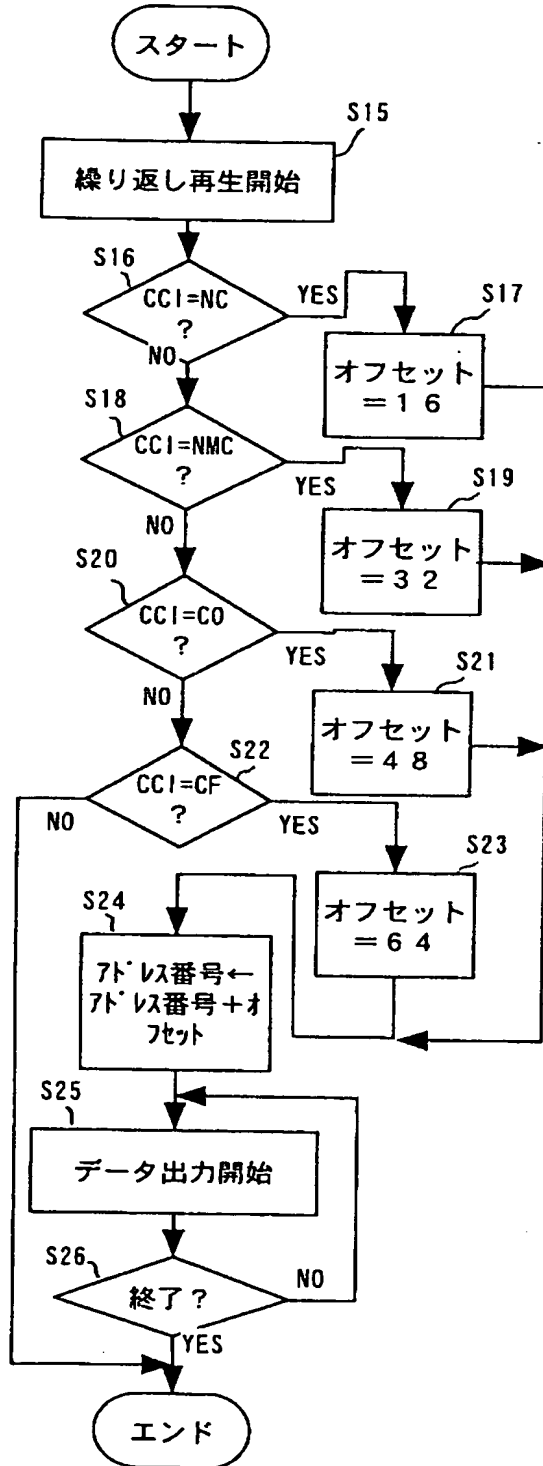 スタート
S15
繰り返し再生開始
S16
CCI=NC
?
YES
NO
S17
オフセット
=16
S18
CCI=NMC
?
YES
NO
S19
オフセット
=32
S20
CCI=CO
?
YES
NO
S21
オフセット
=48
S22
CCI=CF
?
NO
YES
S23
オフセット
=64
S24
アドレス番号←
アドレス番号+オ
フセット
S25
データ出力開始
S26
終了?
NO
YES
エンド